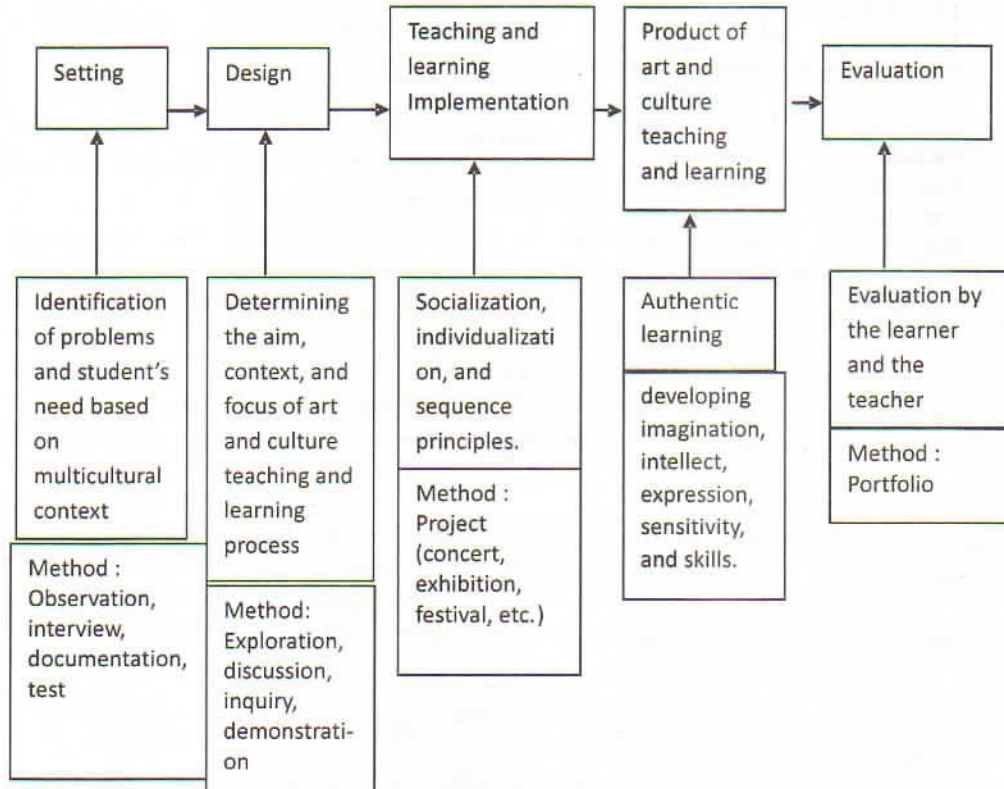 Setting
Design
Teaching and
learning
Implementation
Product of
art and
culture
teaching
and learning
Evaluation
Identification
of problems
and student's
need based
on
multicultural
context
Method :
Observation,
interview,
documentation,
test
Determining
the aim,
context, and
focus of art
and culture
teaching and
learning
process
Method:
Exploration,
discussion,
inquiry,
demonstrati-
on
Socialization,
individualizati
on, and
sequence
principles.
Method :
Project
(concert,
exhibition,
festival, etc.)
Authentic
learning
developing
imagination,
intellect,
expression,
sensitivity,
and skills.
Evaluation by
the learner
and the
teacher
Method :
Portfolio